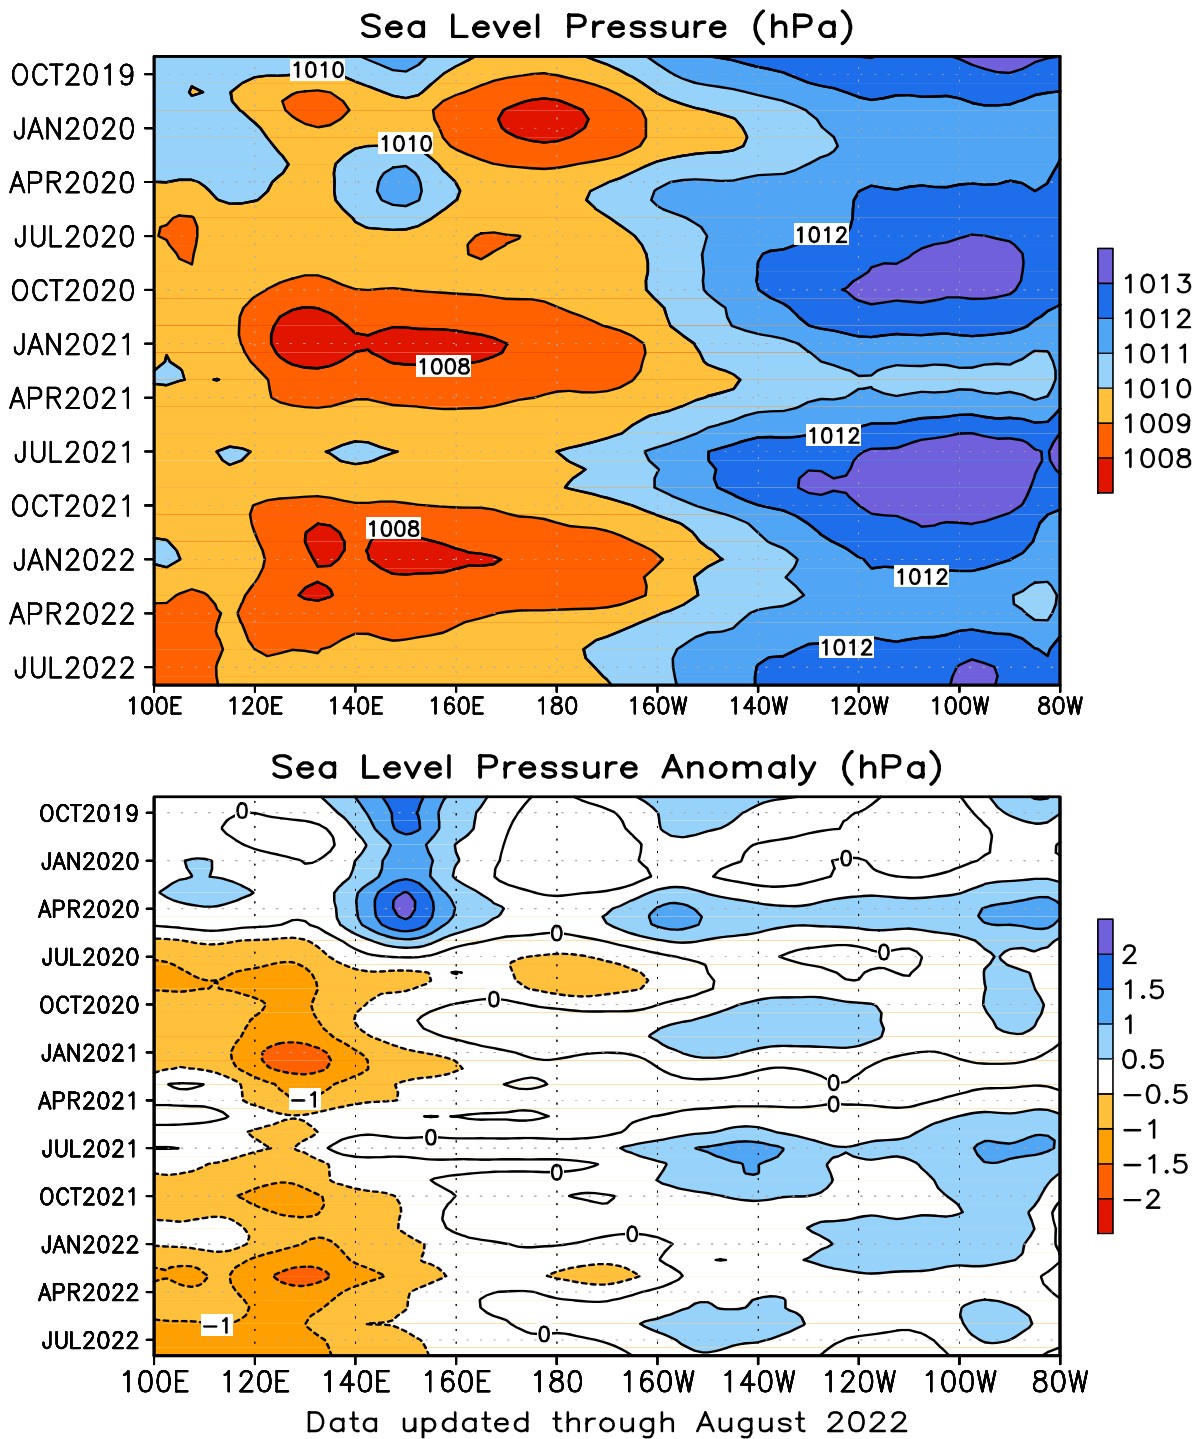 Sea Level Pressure (hPa)
OCT2019
JAN2020
APR2020
JUL2020
OCT2020
JAN2021
APR2021
JUL2021
OCT2021
JAN2022
APR2022
JUL2022
1010
1010
1012
1008
1012
1008
1012
1012
100E 120E 140E 160E 180 160W 140W 120W 100W 80W
1013
1012
1011
1010
1009
1008
Sea Level Pressure Anomaly (hPa)
OCT2019
JAN2020
APR2020
JUL2020
OCT2020
JAN2021
APR2021
JUL2021
OCT2021
JAN2022
APR2022
JUL2022
0
0
0
0
0
0
-1
0
0
0
0
-1
0
100E 120E 140E 160E 180 160W 140W 120W 100W 80W
2
1.5
1
0.5
-0.5
-1
-1.5
-2
Data updated through August 2022